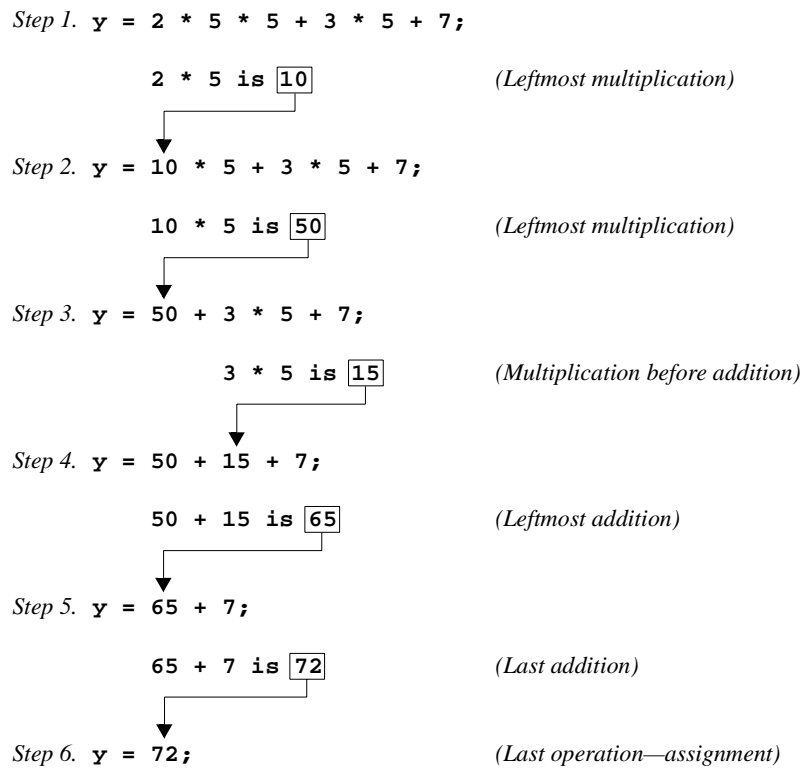 Step 1. y = 2 * 5 * 5 + 3 * 5 + 7;
2 * 5 is 10 (Leftmost multiplication)
Step 2. y = 10 * 5 + 3 * 5 + 7;
10 * 5 is 50 (Leftmost multiplication)
Step 3. y = 50 + 3 * 5 + 7;
3 * 5 is 15 (Multiplication before addition)
Step 4. y = 50 + 15 + 7;
50 + 15 is 65 (Leftmost addition)
Step 5. y = 65 + 7;
65 + 7 is 72 (Last addition)
Step 6. y = 72; (Last operation—assignment)